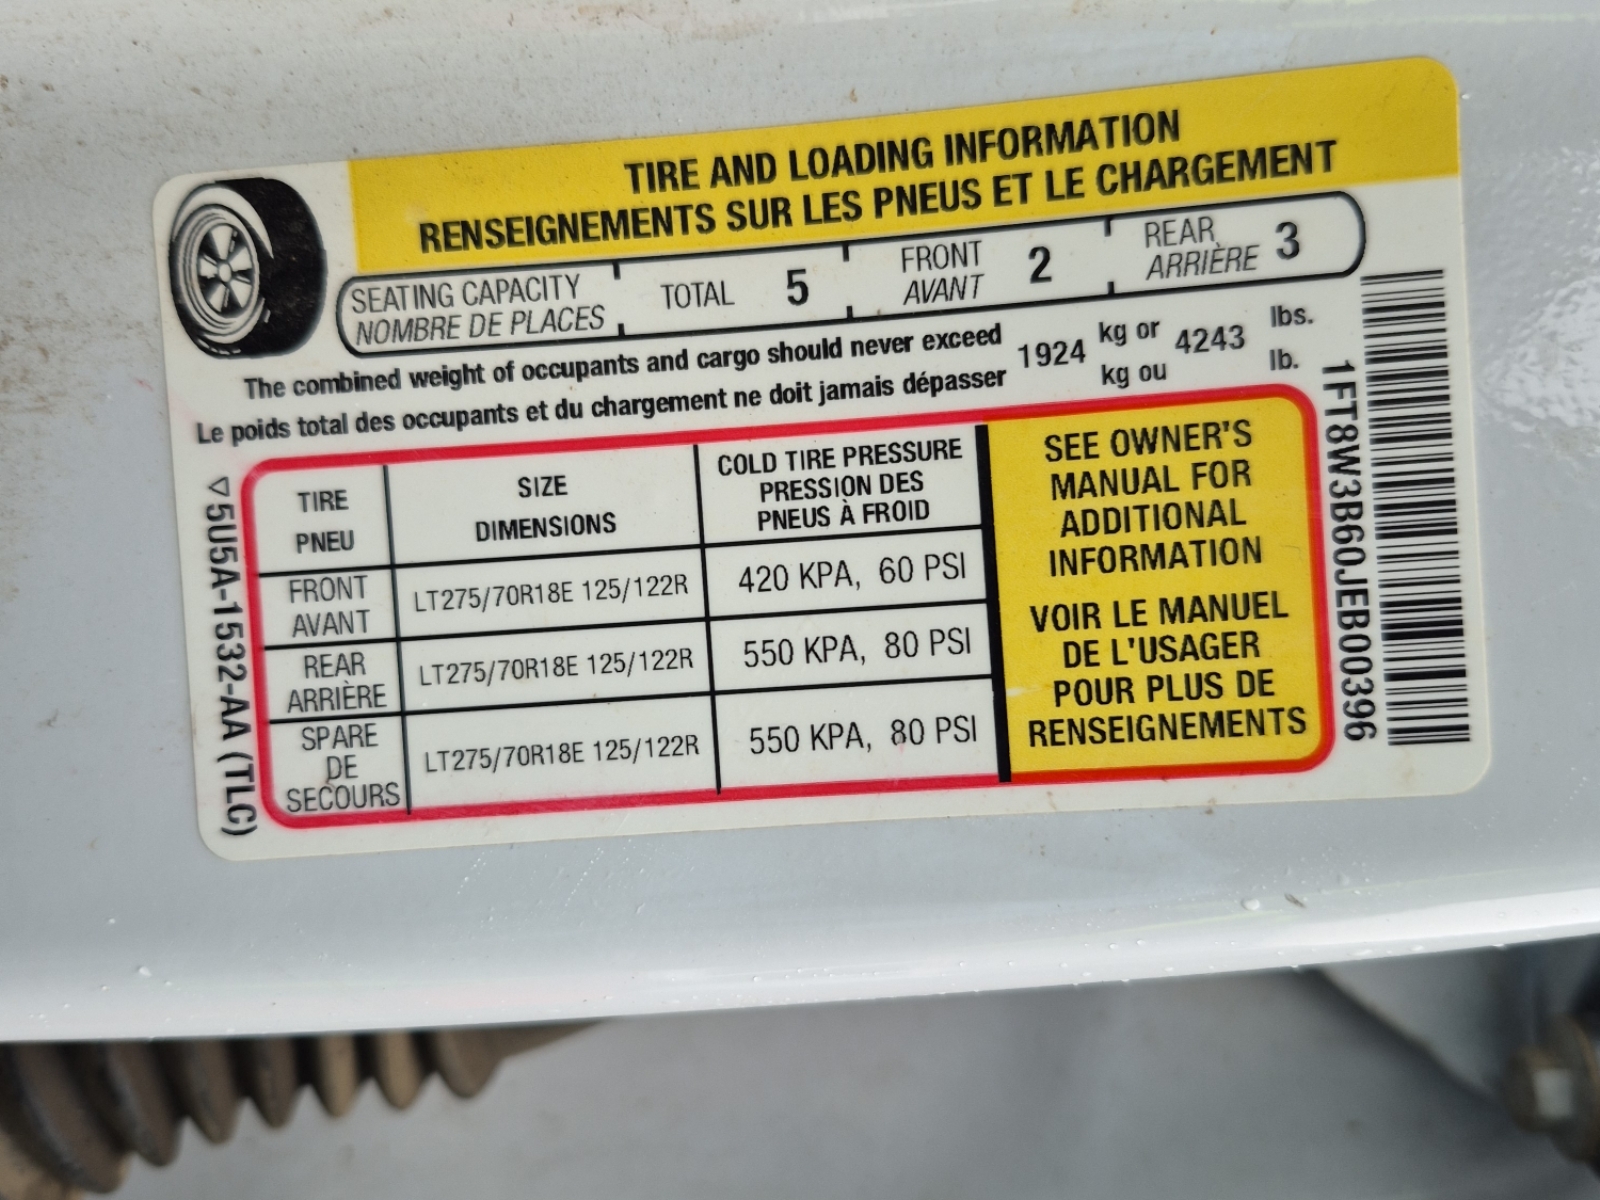 TIRE AND LOADING INFORMATION
RENSEIGNEMENTS SUR LES PNEUS ET LE CHARGEMENT
SEATING CAPACITY TOTAL 5 FRONT 2 REAR 3
NOMBRE DE PLACES AVANT ARRIÈRE
The combined weight of occupants and cargo should never exceed 1924 kg or 4243 lbs.
Le poids total des occupants et du chargement ne doit jamais dépasser kg ou lb.
TIRE SIZE COLD TIRE PRESSURE
PNEU DIMENSIONS PRESSION DES
PNEUS À FROID
FRONT LT275/70R18E 125/122R 420 KPA, 60 PSI
AVANT
REAR LT275/70R18E 125/122R 550 KPA, 80 PSI
ARRIÈRE
SPARE LT275/70R18E 125/122R 550 KPA, 80 PSI
DE
SECOURS
SEE OWNER'S
MANUAL FOR
ADDITIONAL
INFORMATION
VOIR LE MANUEL
DE L'USAGER
POUR PLUS DE
RENSEIGNEMENTS
5U5A-1532-AA (TLC)
1FT8W3B60JEB00396